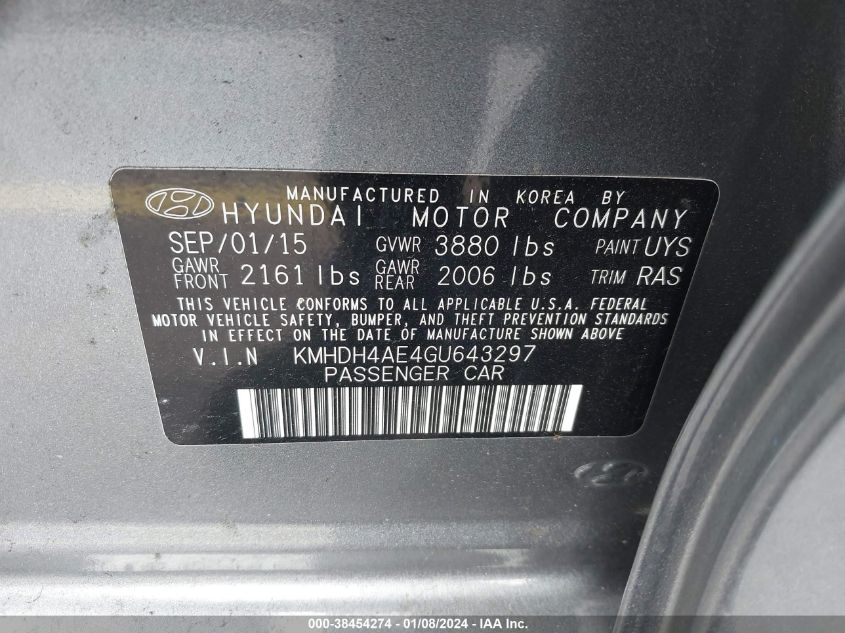 MANUFACTURED IN KOREA BY
HYUNDAI MOTOR COMPANY
SEP/01/15 GVWR 3880 lbs PAINT UYS
GAWR FRONT 2161 lbs GAWR REAR 2006 lbs TRIM RAS
THIS VEHICLE CONFORMS TO ALL APPLICABLE U.S.A. FEDERAL
MOTOR VEHICLE SAFETY, BUMPER, AND THEFT PREVENTION STANDARDS
IN EFFECT ON THE DATE OF MANUFACTURE SHOWN ABOVE
V.I.N KMHDH4AE4GU643297
PASSENGER CAR
000-38454274 - 01/08/2024 - IAA Inc.